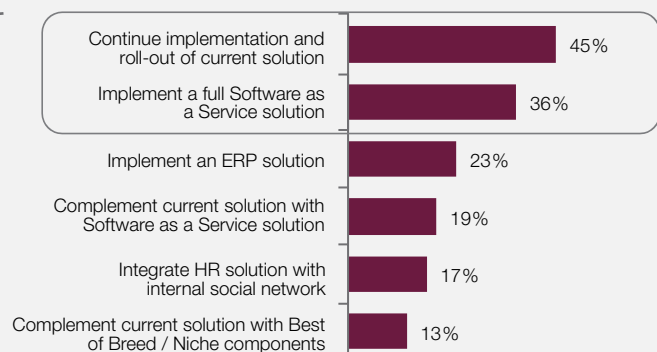 Continue implementation and
roll-out of current solution
45%
Implement a full Software as
a Service solution
36%
Implement an ERP solution
23%
Complement current solution with
Software as a Service solution
19%
Integrate HR solution with
internal social network
17%
Complement current solution with Best
of Breed / Niche components
13%